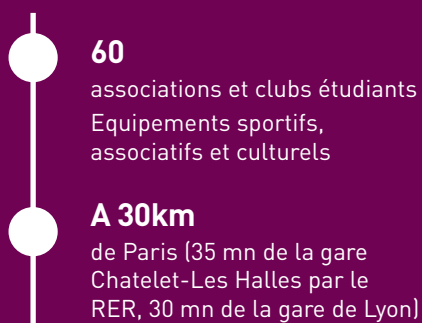 60
associations et clubs étudiants
Equipements sportifs,
associatifs et culturels
A 30km
de Paris (35 mn de la gare
Chatelet-Les Halles par le
RER, 30 mn de la gare de Lyon)